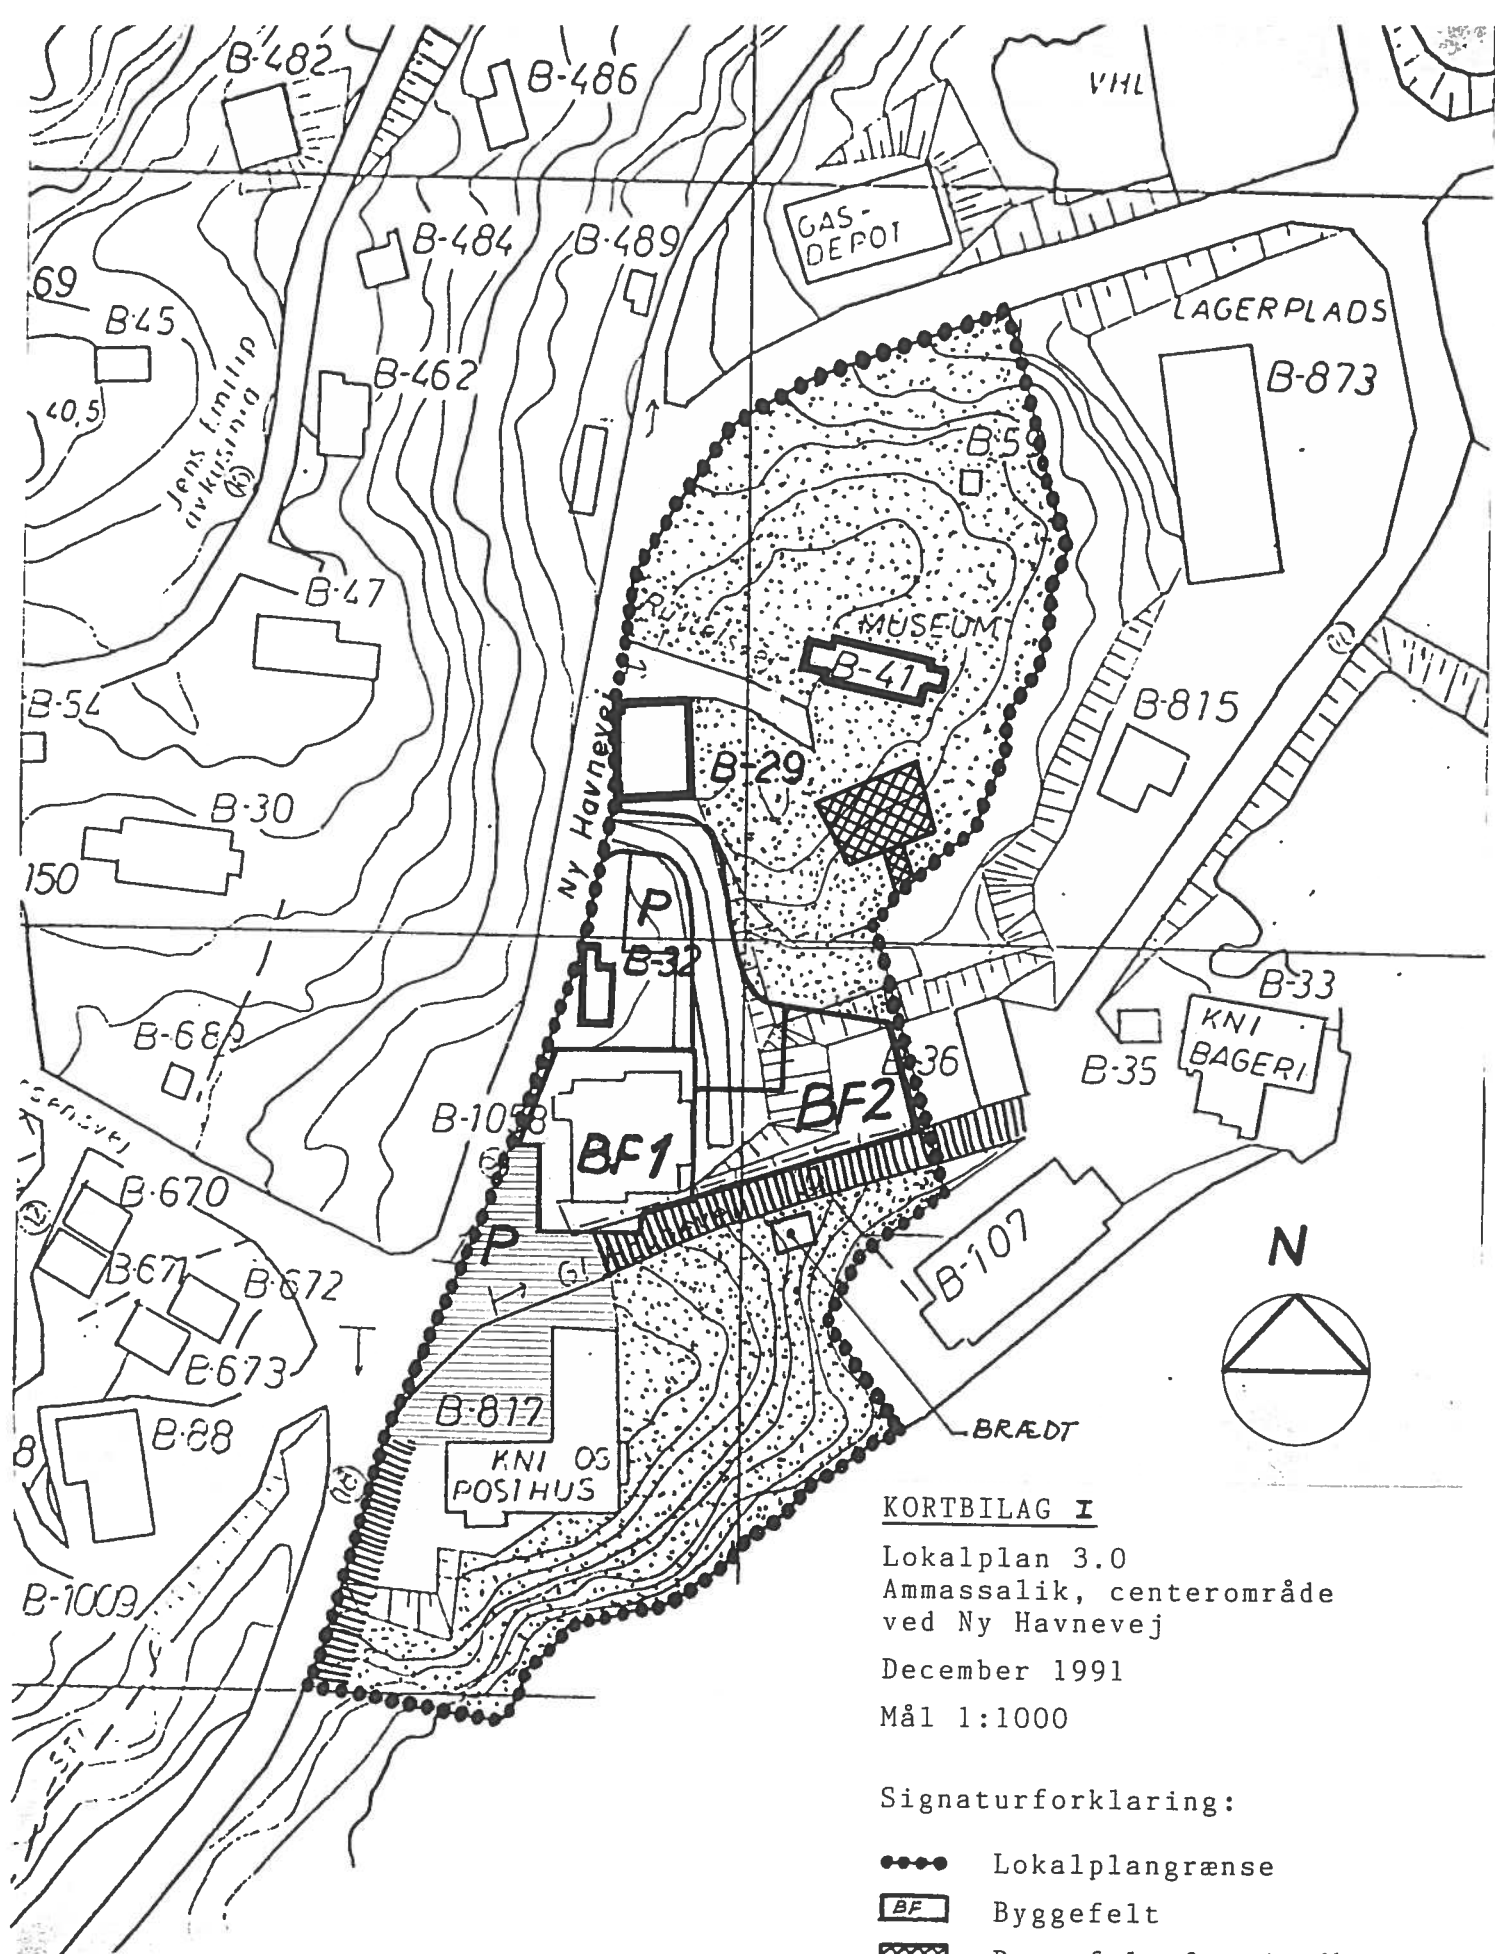 B-482
B-486
VHL
B-484
B-489
GAS-
DEPOT
69
B-45
LAGERPLADS
B-873
B-462
40,5
B-5
B-47
MUSEUM
B-41
B-54
B-815
Ny Havnevej
B-29
B-30
150
P
B-32
B-33
KNI
BAGERI
B-689
B-36
B-35
BF2
B-1058
BF1
B-670
P
Gl.
B-671
B-672
B-107
N
B-673
B-817
BRÆDT
B-88
8
KNI OG
POSTHUS
B-1009
KORTBILAG I
Lokalplan 3.0
Ammassalik, centerområde
ved Ny Havnevej
December 1991
Mål 1:1000
Signaturforklaring:
Lokalplangrænse
BF Byggefelt